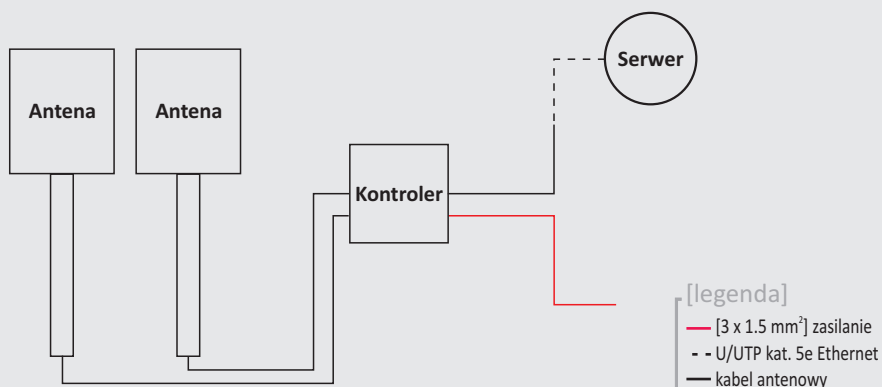 Serwer
Antena
Antena
Kontroler
[legenda]
[3 x 1.5 mm²] zasilanie
U/UTP kat. 5e Ethernet
kabel antenowy